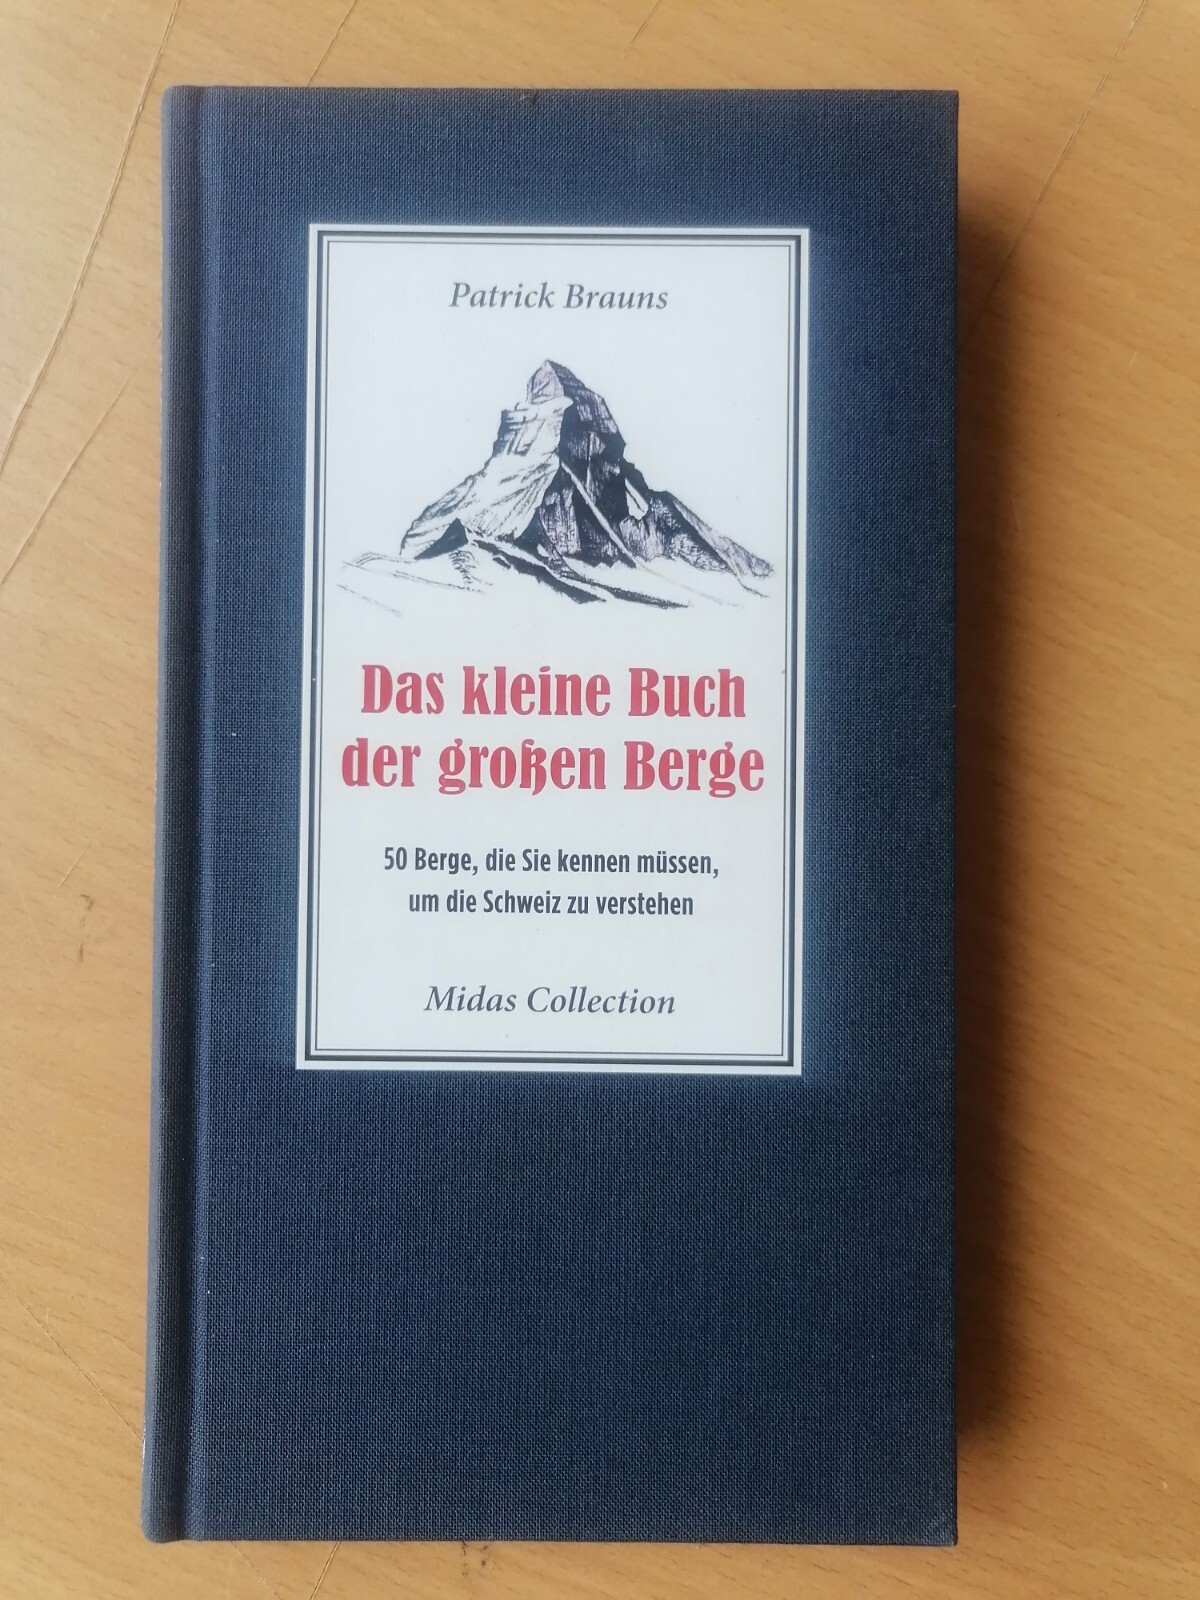 Patrick Brauns
Das kleine Buch
der großen Berge
50 Berge, die Sie kennen müssen,
um die Schweiz zu verstehen
Midas Collection